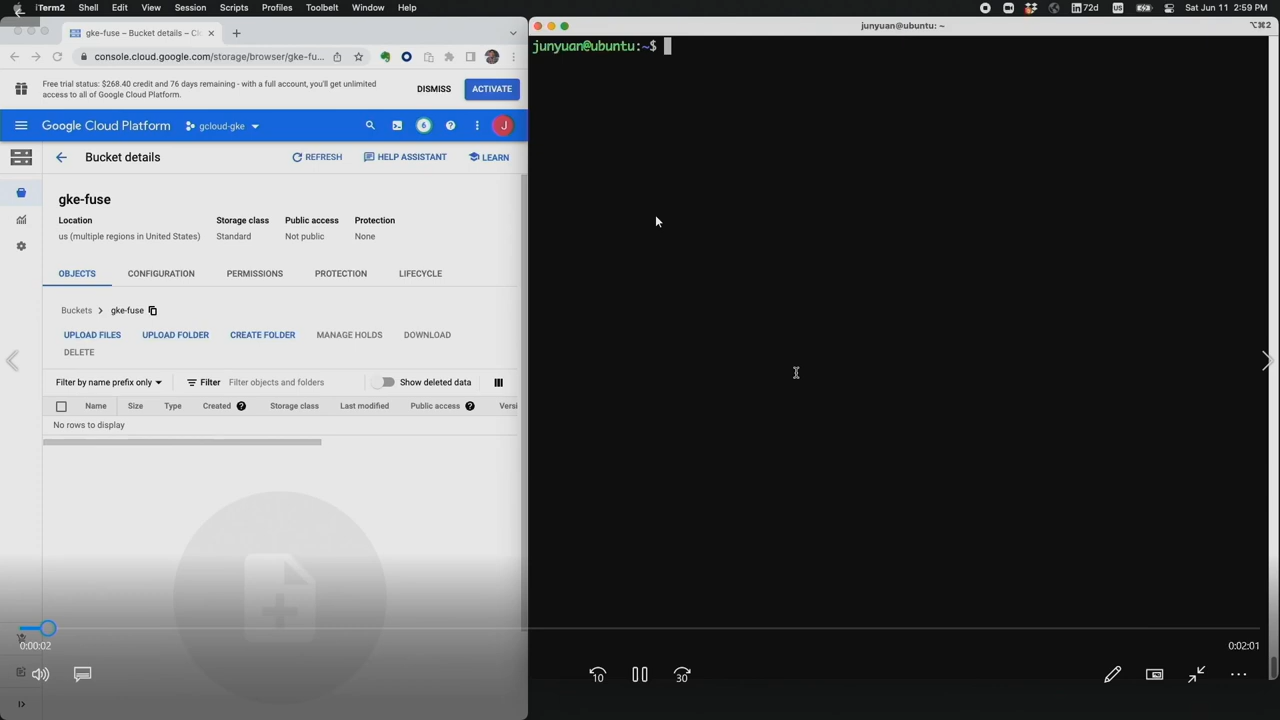 iTerm2 Shell Edit View Session Scripts Profiles Toolbelt Window Help 72d US Sat Jun 11 2:59 PM
gke-fuse – Bucket details – Clo
junyuan@ubuntu: ~ ⌥⌘2
console.cloud.google.com/storage/browser/gke-fu...
junyuan@ubuntu:~$
Free trial status: $268.40 credit and 76 days remaining - with a full account, you'll get unlimited
access to all of Google Cloud Platform.
DISMISS
ACTIVATE
Google Cloud Platform gcloud-gke 6 ? J
Bucket details REFRESH HELP ASSISTANT LEARN
gke-fuse
Location Storage class Public access Protection
us (multiple regions in United States) Standard Not public None
OBJECTS CONFIGURATION PERMISSIONS PROTECTION LIFECYCLE
Buckets > gke-fuse
UPLOAD FILES UPLOAD FOLDER CREATE FOLDER MANAGE HOLDS DOWNLOAD
DELETE
Filter by name prefix only Filter Filter objects and folders Show deleted data
Name Size Type Created Storage class Last modified Public access Versi
No rows to display
0:00:02 0:02:01
10 30